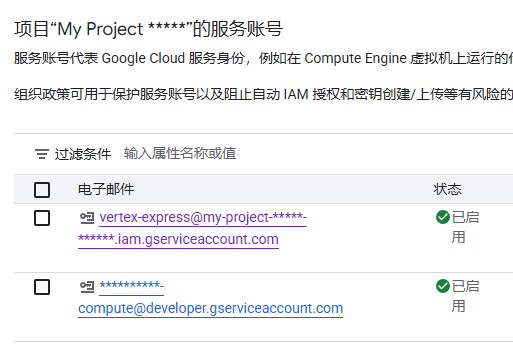 项目“My Project *****”的服务账号
服务账号代表 Google Cloud 服务身份，例如在 Compute Engine 虚拟机上运行的
组织政策可用于保护服务账号以及阻止自动 IAM 授权和密钥创建/上传等有风险的
过滤条件 输入属性名称或值
电子邮件 状态
vertex-express@my-project-*****- 已启
******.iam.gserviceaccount.com 用
**********- 已启
compute@developer.gserviceaccount.com 用